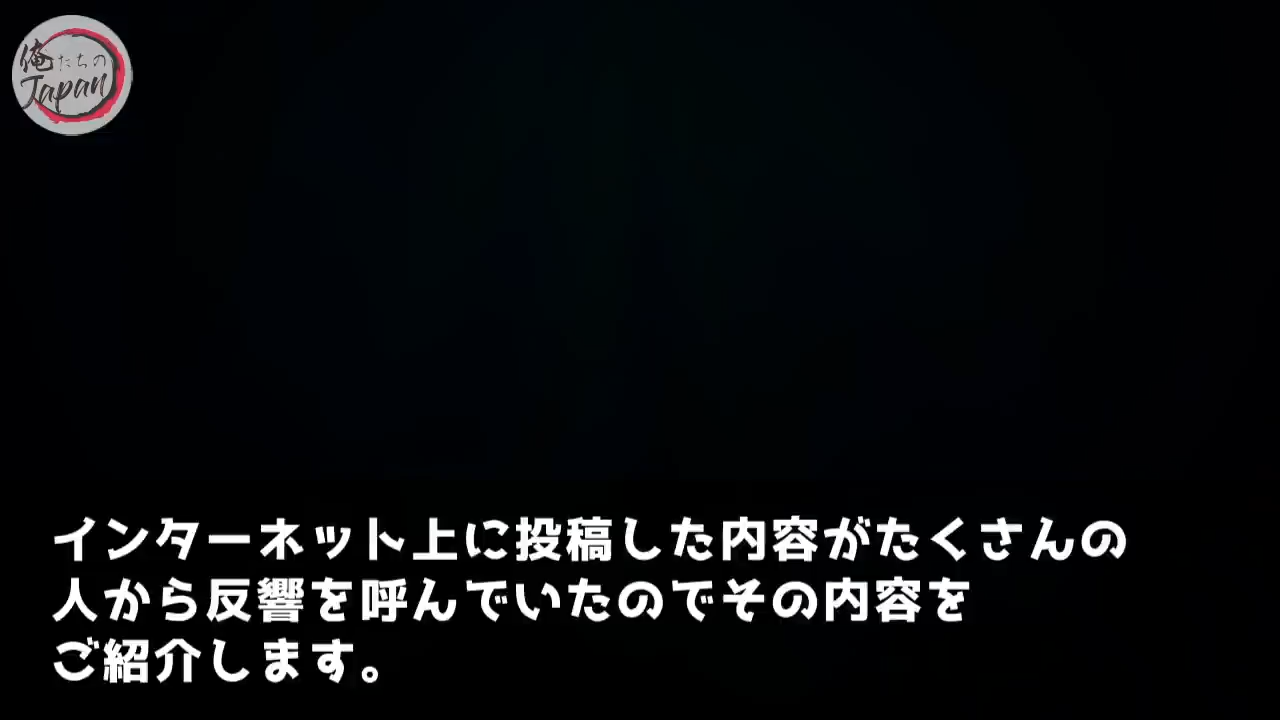 俺たちの
Japan
インターネット上に投稿した内容がたくさんの
人から反響を呼んでいたのでその内容を
ご紹介します。